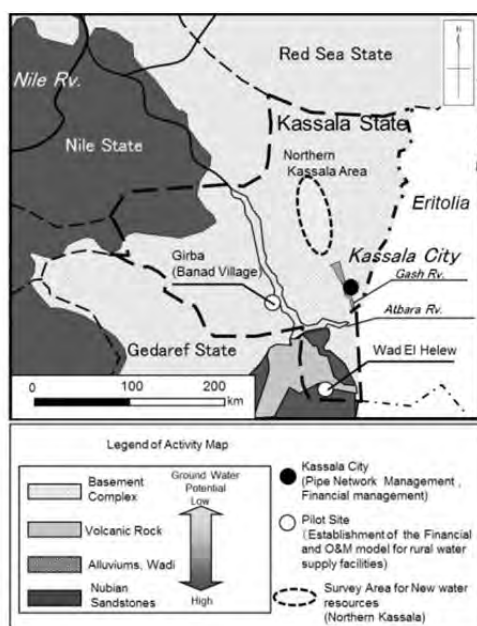 N
Red Sea State
Nile Rv.
Kassala State
Nile State
Northern
Kassala Area
Eritolia
Kassala City
Girba
(Banad Village)
Gash Rv.
Atbara Rv.
Gedaref State
Wad El Helew
0 100 200
km
Legend of Activity Map
Basement
Complex
Volcanic Rock
Alluviums, Wadi
Nubian
Sandstones
Ground Water
Potential
Low
High
Kassala City
(Pipe Network Management ,
Financial management)
Pilot Site
(Establishment of the Financial
and O&M model for rural water
supply facilities)
Survey Area for New water
resources
(Northern Kassala)